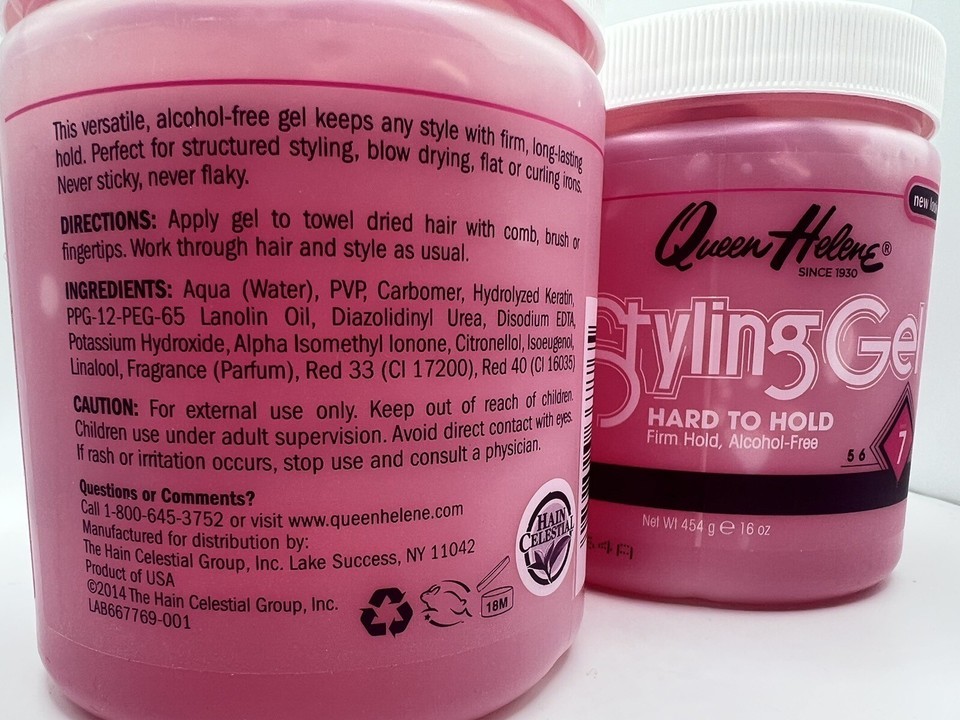 This versatile, alcohol-free gel keeps any style with firm, long-lasting
hold. Perfect for structured styling, blow drying, flat or curling irons.
Never sticky, never flaky.
DIRECTIONS: Apply gel to towel dried hair with comb, brush or
fingertips. Work through hair and style as usual.
INGREDIENTS: Aqua (Water), PVP, Carbomer, Hydrolyzed Keratin,
PPG-12-PEG-65 Lanolin Oil, Diazolidinyl Urea, Disodium EDTA,
Potassium Hydroxide, Alpha Isomethyl Ionone, Citronellol, Isoeugenol,
Linalool, Fragrance (Parfum), Red 33 (CI 17200), Red 40 (CI 16035)
CAUTION: For external use only. Keep out of reach of children.
Children use under adult supervision. Avoid direct contact with eyes.
If rash or irritation occurs, stop use and consult a physician.
Questions or Comments?
Call 1-800-645-3752 or visit www.queenhelene.com
Manufactured for distribution by:
The Hain Celestial Group, Inc. Lake Success, NY 11042
Product of USA
©2014 The Hain Celestial Group, Inc.
LAB667769-001
HAIN
CELESTIAL
18M
new
Queen Helene®
SINCE 1930
Styling Gel
HARD TO HOLD
Firm Hold, Alcohol-Free
5 6
7
Net Wt 454 g ℮ 16 oz